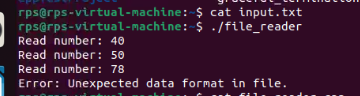 rps@rps-virtual-machine:~$ cat input.txt
rps@rps-virtual-machine:~$ ./file_reader
Read number: 40
Read number: 50
Read number: 78
Error: Unexpected data format in file.